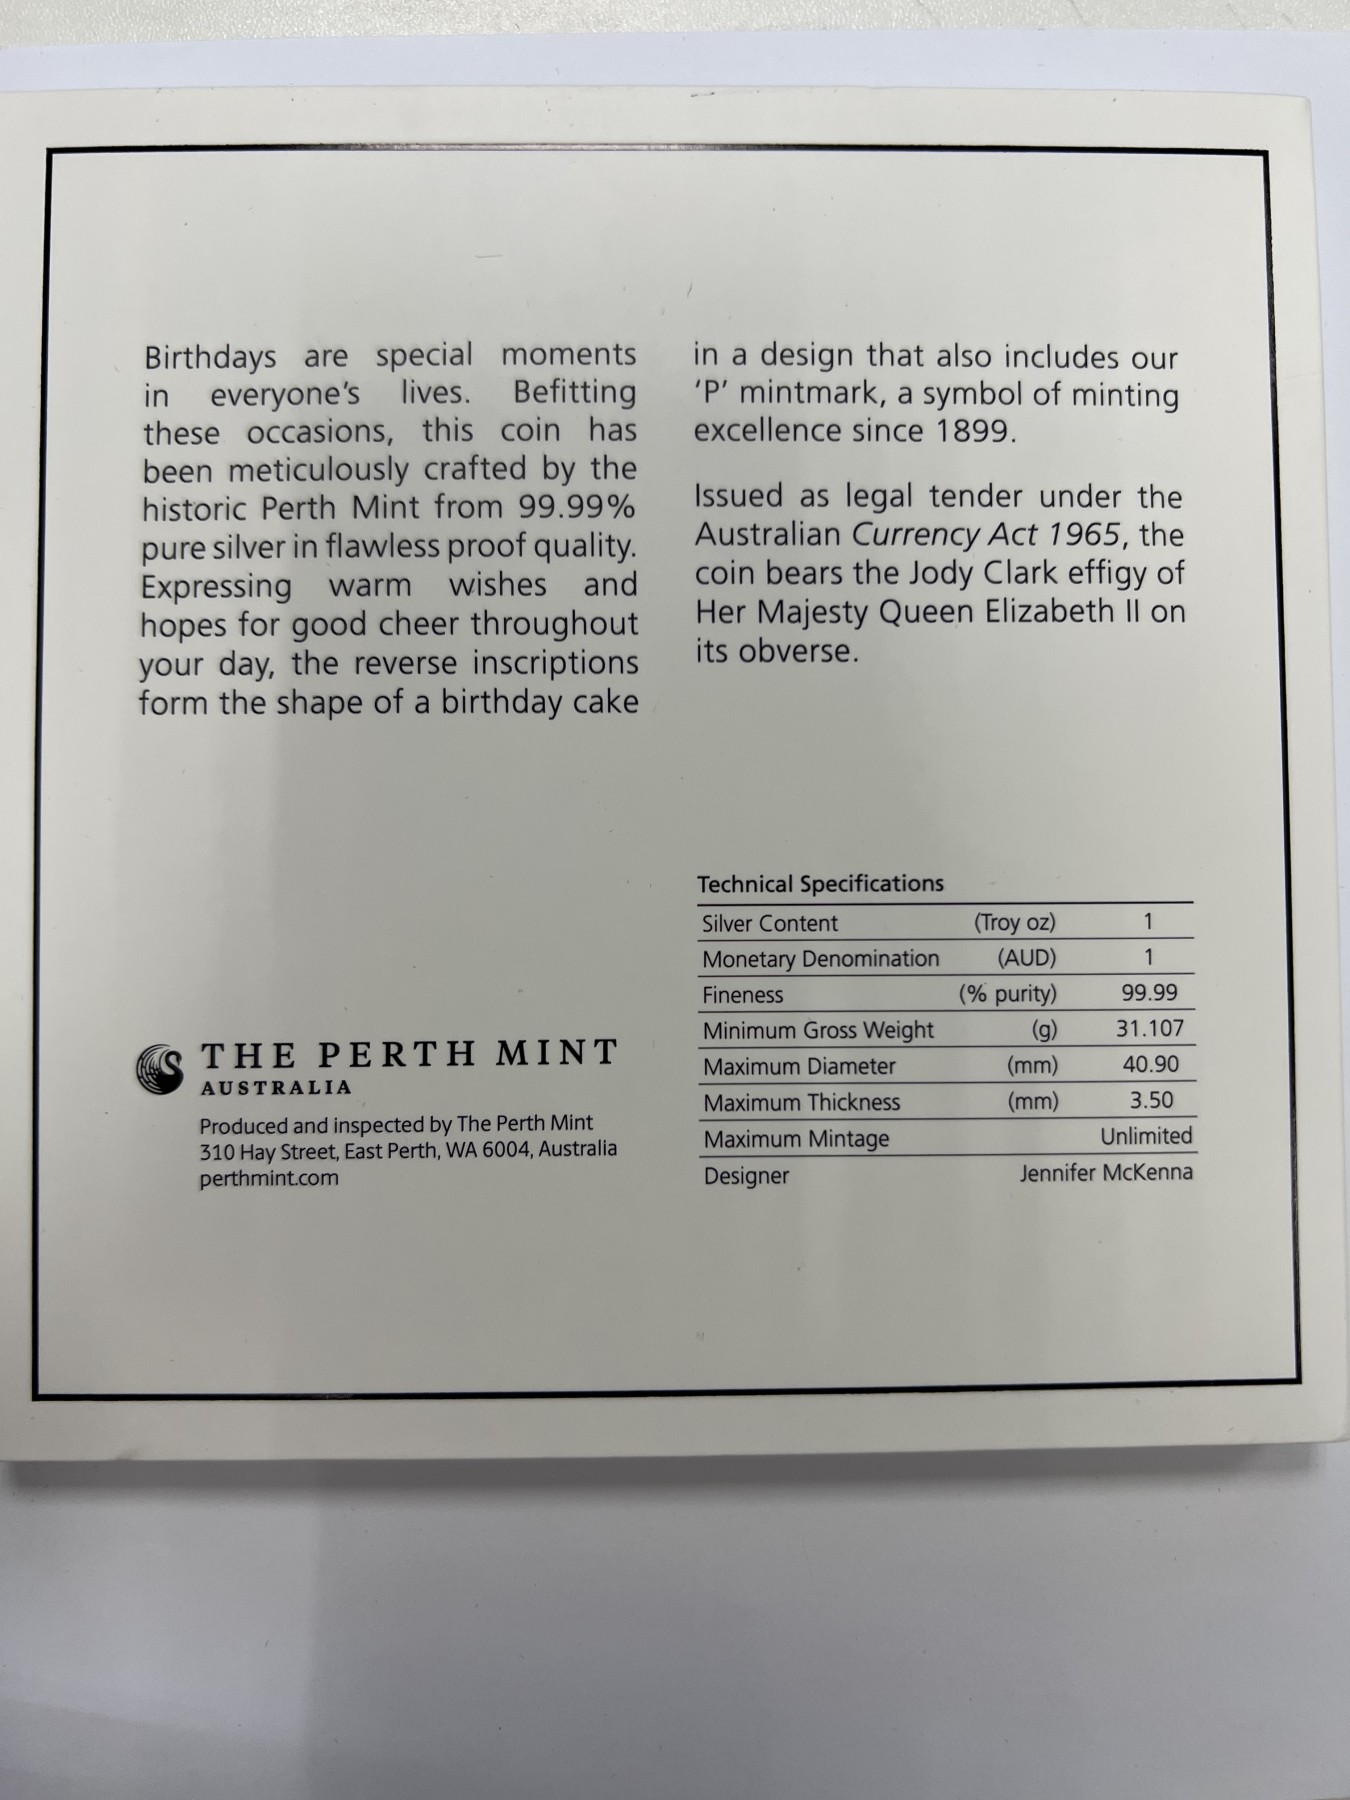 Birthdays are special moments
in everyone's lives. Befitting
these occasions, this coin has
been meticulously crafted by the
historic Perth Mint from 99.99%
pure silver in flawless proof quality.
Expressing warm wishes and
hopes for good cheer throughout
your day, the reverse inscriptions
form the shape of a birthday cake
in a design that also includes our
'P' mintmark, a symbol of minting
excellence since 1899.
Issued as legal tender under the
Australian Currency Act 1965, the
coin bears the Jody Clark effigy of
Her Majesty Queen Elizabeth II on
its obverse.
THE PERTH MINT
AUSTRALIA
Produced and inspected by The Perth Mint
310 Hay Street, East Perth, WA 6004, Australia
perthmint.com
Technical Specifications
Silver Content (Troy oz) 1
Monetary Denomination (AUD) 1
Fineness (% purity) 99.99
Minimum Gross Weight (g) 31.107
Maximum Diameter (mm) 40.90
Maximum Thickness (mm) 3.50
Maximum Mintage Unlimited
Designer Jennifer McKenna